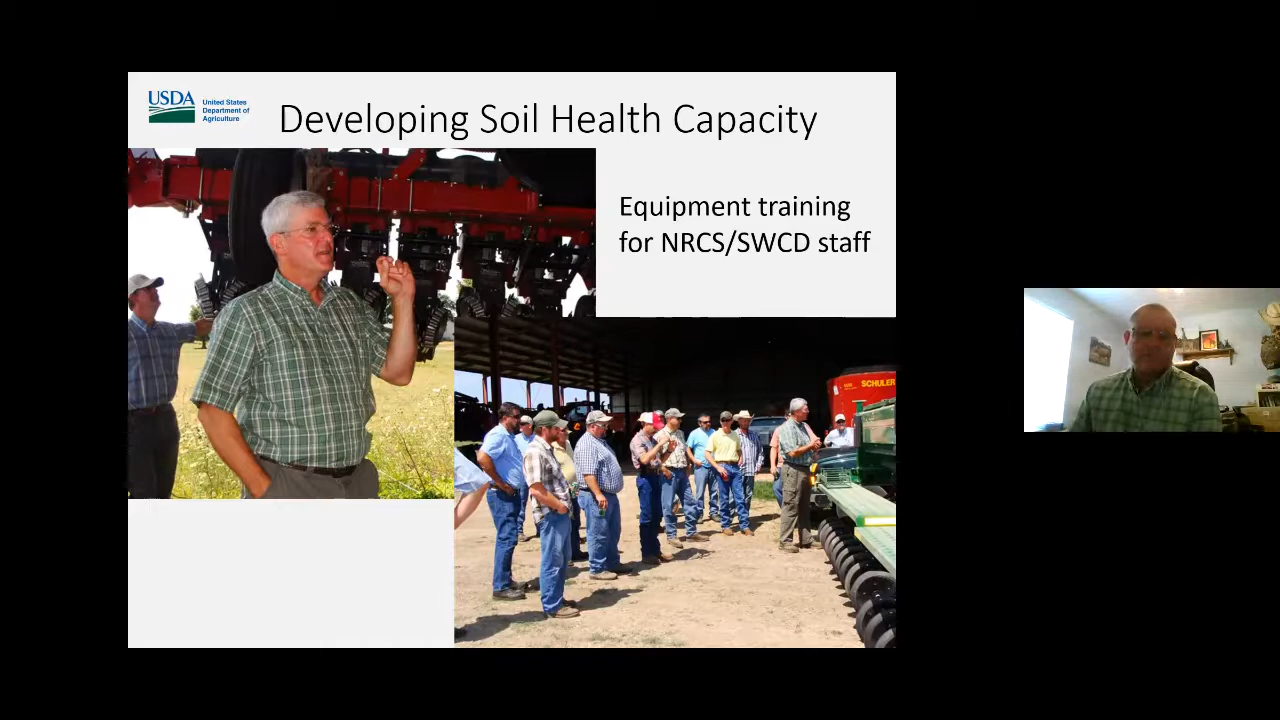 USDA
United States
Department of
Agriculture
Developing Soil Health Capacity
Equipment training
for NRCS/SWCD staff
SCHULER